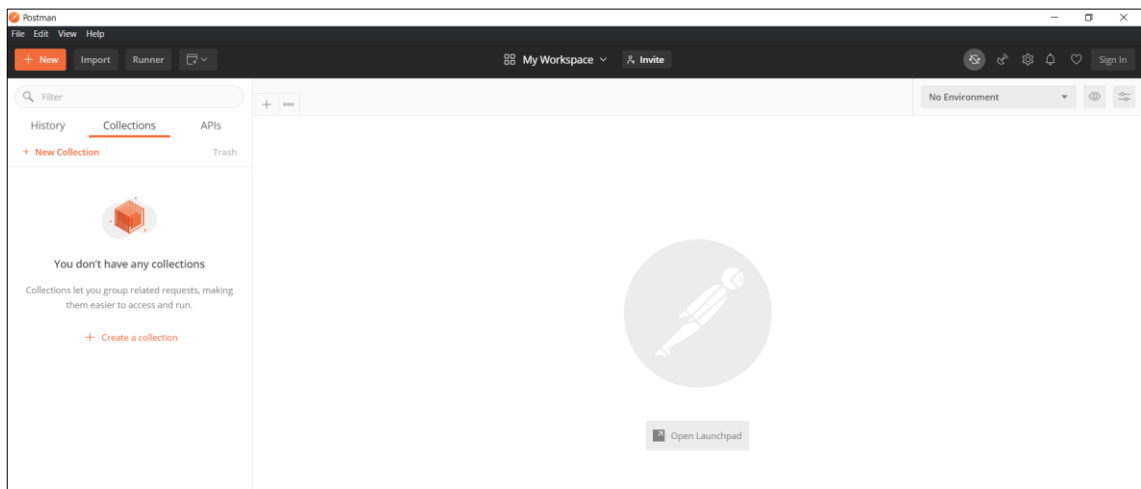 Postman
File Edit View Help
+ New Import Runner My Workspace Invite Sign In
Filter
+ No Environment
History Collections APIs
+ New Collection Trash
You don't have any collections
Collections let you group related requests, making
them easier to access and run.
+ Create a collection
Open Launchpad